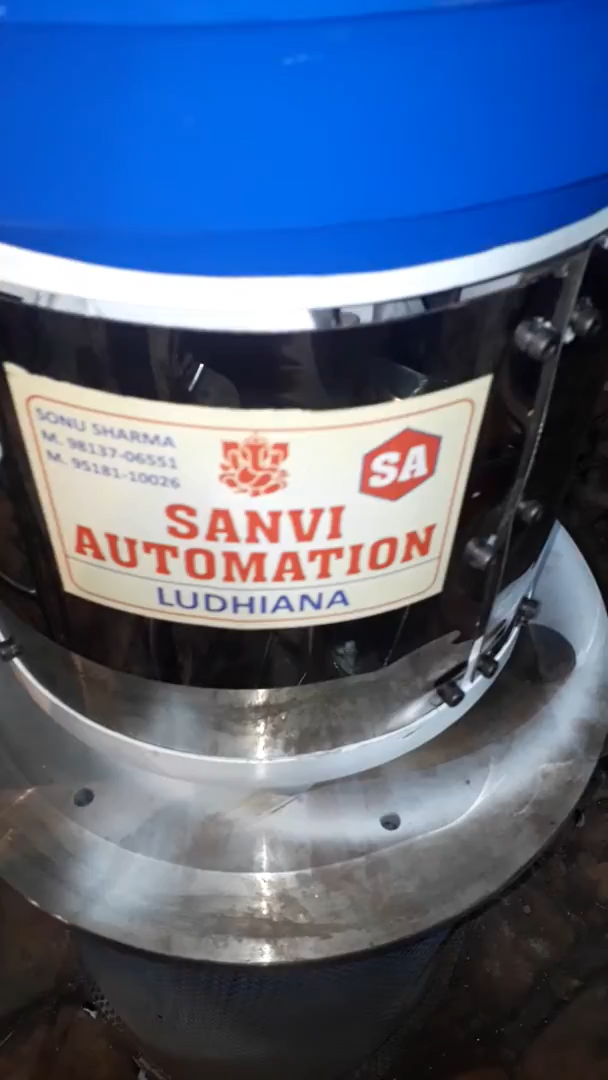 SONU SHARMA
M. 98137-06551
M. 95181-10026
SA
SANVI
AUTOMATION
LUDHIANA